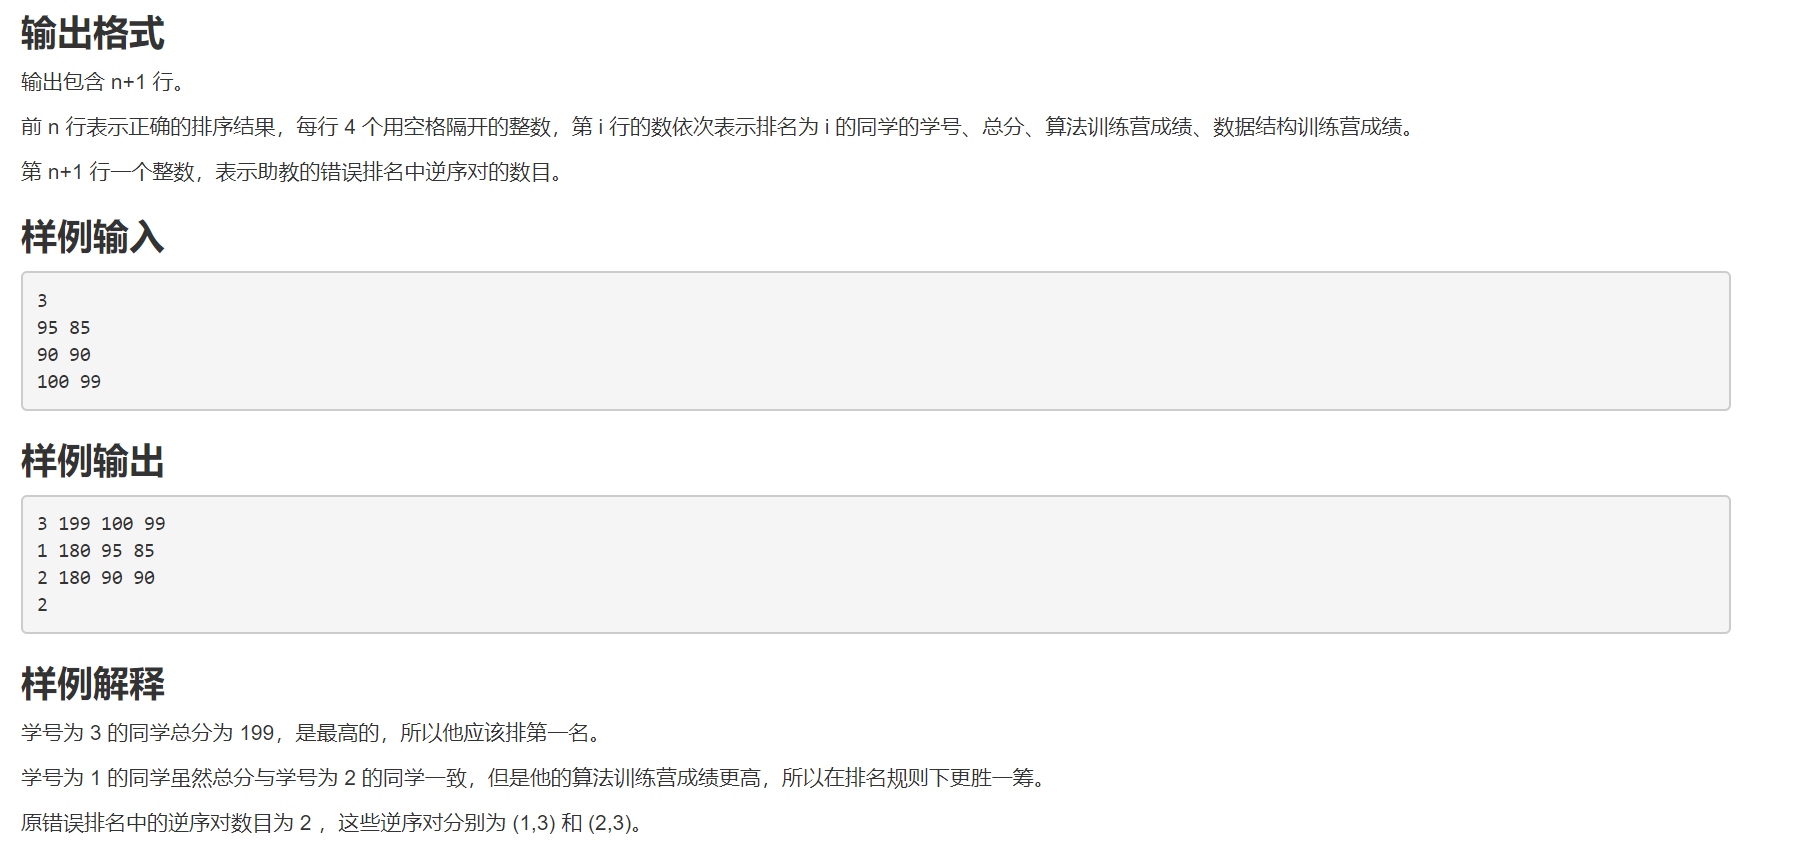 输出格式
输出包含 n+1 行。
前 n 行表示正确的排序结果，每行 4 个用空格隔开的整数，第 i 行的数依次表示排名为 i 的同学的学号、总分、算法训练营成绩、数据结构训练营成绩。
第 n+1 行一个整数，表示助教的错误排名中逆序对的数目。
样例输入
3
95 85
90 90
100 99
样例输出
3 199 100 99
1 180 95 85
2 180 90 90
2
样例解释
学号为 3 的同学总分为 199，是最高的，所以他应该排第一名。
学号为 1 的同学虽然总分与学号为 2 的同学一致，但是他的算法训练营成绩更高，所以在排名规则下更胜一筹。
原错误排名中的逆序对数目为 2 ，这些逆序对分别为 (1,3) 和 (2,3)。